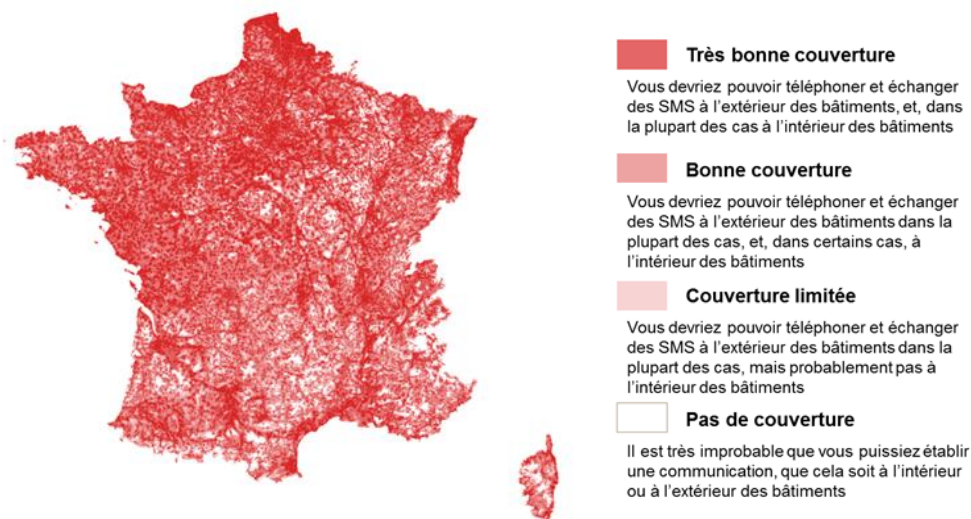 Très bonne couverture
Vous devriez pouvoir téléphoner et échanger
des SMS à l'extérieur des bâtiments, et, dans
la plupart des cas à l'intérieur des bâtiments
Bonne couverture
Vous devriez pouvoir téléphoner et échanger
des SMS à l'extérieur des bâtiments dans la
plupart des cas, et, dans certains cas, à
l'intérieur des bâtiments
Couverture limitée
Vous devriez pouvoir téléphoner et échanger
des SMS à l'extérieur des bâtiments dans la
plupart des cas, mais probablement pas à
l'intérieur des bâtiments
Pas de couverture
Il est très improbable que vous puissiez établir
une communication, que cela soit à l'intérieur
ou à l'extérieur des bâtiments